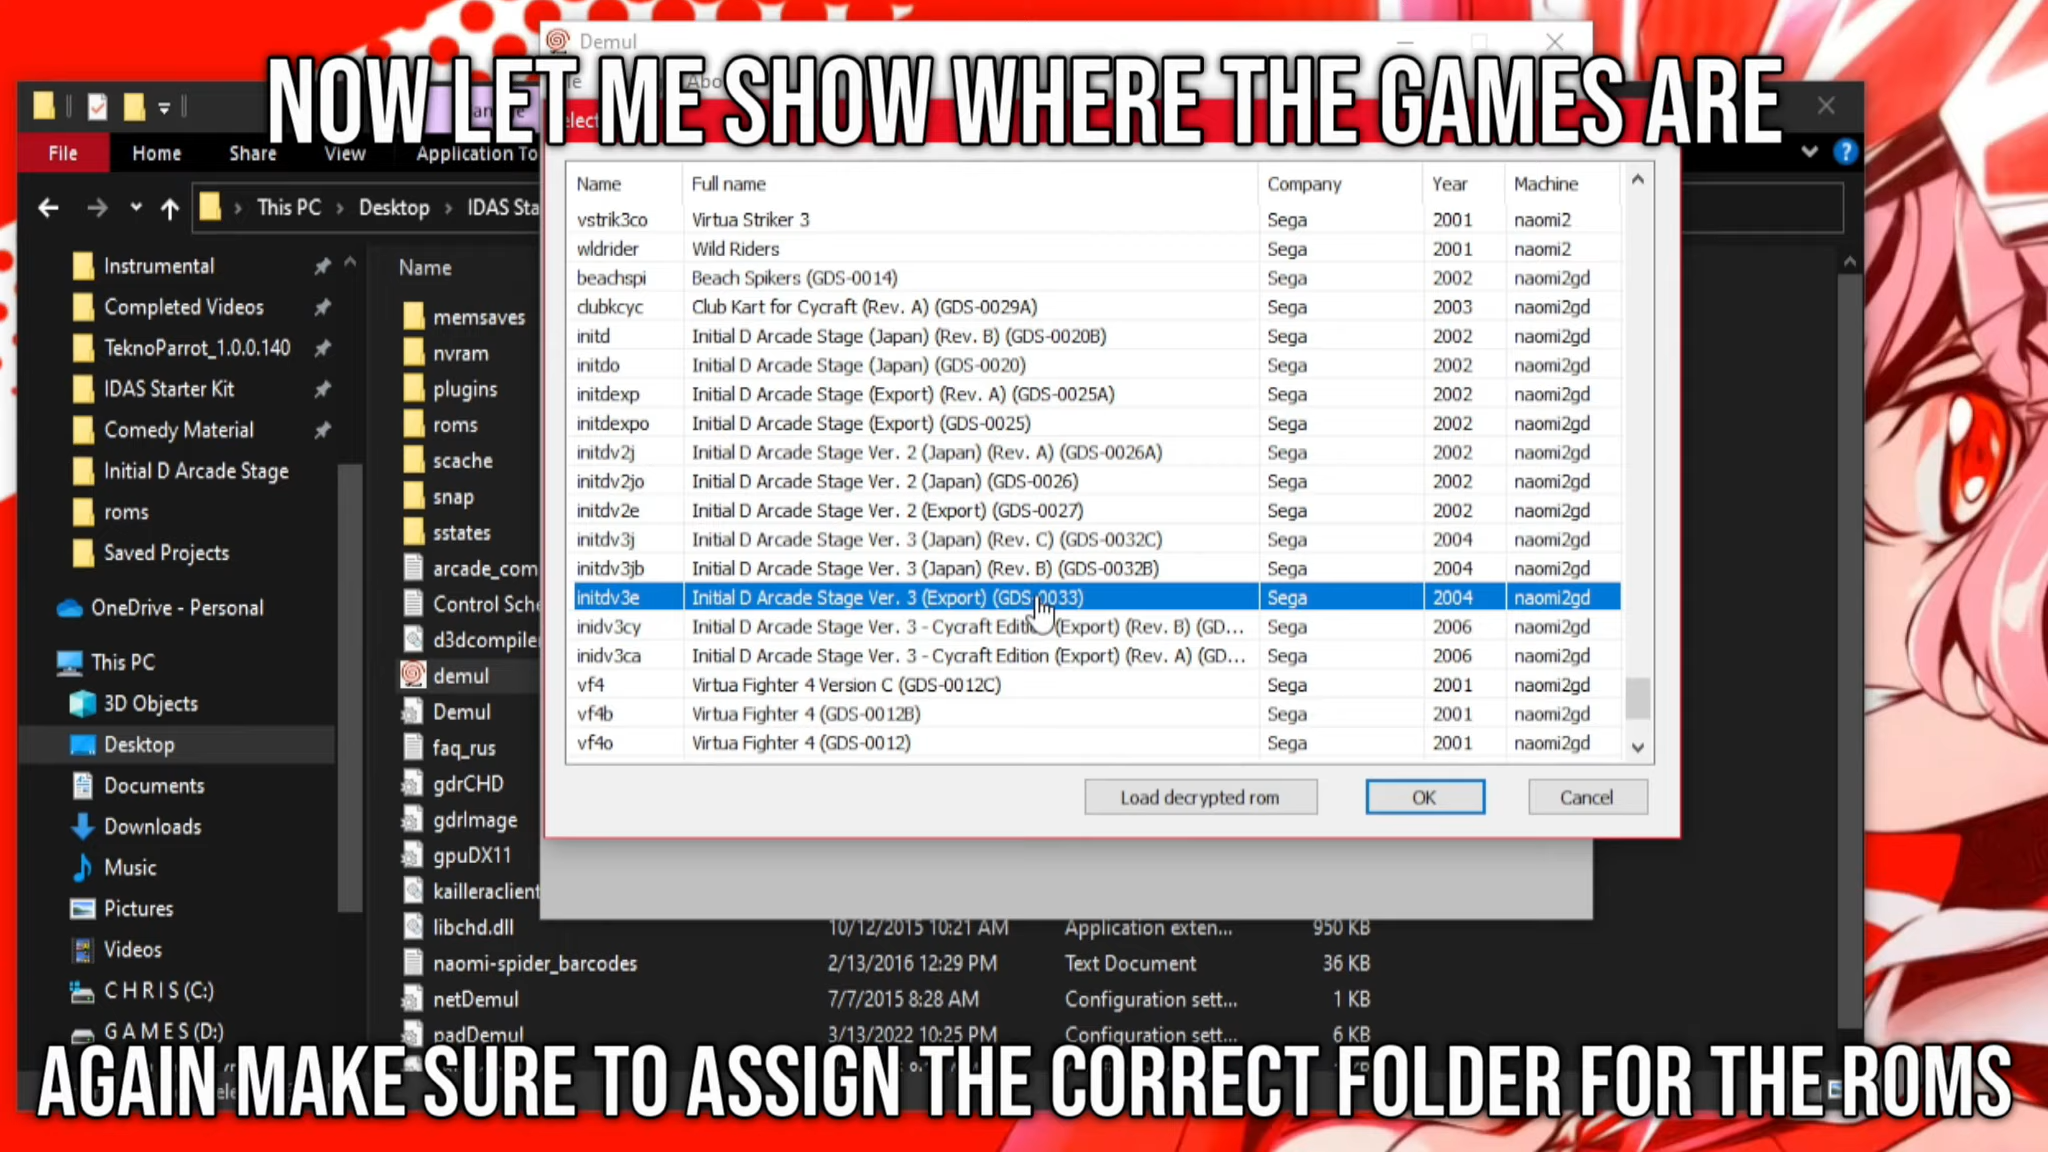 Demul
NOW LET ME SHOW WHERE THE GAMES ARE
File Home Share View Application To
This PC Desktop IDAS Sta
Name Full name Company Year Machine
vstrik3co Virtua Striker 3 Sega 2001 naomi2
wldrider Wild Riders Sega 2001 naomi2
beachspi Beach Spikers (GDS-0014) Sega 2002 naomi2gd
clubkcyc Club Kart for Cycraft (Rev. A) (GDS-0029A) Sega 2003 naomi2gd
initd Initial D Arcade Stage (Japan) (Rev. B) (GDS-0020B) Sega 2002 naomi2gd
initdo Initial D Arcade Stage (Japan) (GDS-0020) Sega 2002 naomi2gd
initdexp Initial D Arcade Stage (Export) (Rev. A) (GDS-0025A) Sega 2002 naomi2gd
initdexpo Initial D Arcade Stage (Export) (GDS-0025) Sega 2002 naomi2gd
initdv2j Initial D Arcade Stage Ver. 2 (Japan) (Rev. A) (GDS-0026A) Sega 2002 naomi2gd
initdv2jo Initial D Arcade Stage Ver. 2 (Japan) (GDS-0026) Sega 2002 naomi2gd
initdv2e Initial D Arcade Stage Ver. 2 (Export) (GDS-0027) Sega 2002 naomi2gd
initdv3j Initial D Arcade Stage Ver. 3 (Japan) (Rev. C) (GDS-0032C) Sega 2004 naomi2gd
initdv3jb Initial D Arcade Stage Ver. 3 (Japan) (Rev. B) (GDS-0032B) Sega 2004 naomi2gd
initdv3e Initial D Arcade Stage Ver. 3 (Export) (GDS-0033) Sega 2004 naomi2gd
inidv3cy Initial D Arcade Stage Ver. 3 - Cycraft Editi (Export) (Rev. B) (GD... Sega 2006 naomi2gd
inidv3ca Initial D Arcade Stage Ver. 3 - Cycraft Edition (Export) (Rev. A) (GD... Sega 2006 naomi2gd
vf4 Virtua Fighter 4 Version C (GDS-0012C) Sega 2001 naomi2gd
vf4b Virtua Fighter 4 (GDS-0012B) Sega 2001 naomi2gd
vf4o Virtua Fighter 4 (GDS-0012) Sega 2001 naomi2gd
Load decrypted rom OK Cancel
Instrumental
Completed Videos
TeknoParrot_1.0.0.140
IDAS Starter Kit
Comedy Material
Initial D Arcade Stage
roms
Saved Projects
OneDrive - Personal
This PC
3D Objects
Desktop
Documents
Downloads
Music
Pictures
Videos
C H R I S (C:)
G A M E S (D:)
Name
memsaves
nvram
plugins
roms
scache
snap
sstates
arcade_com
Control Sche
d3dcompiler
demul
Demul
faq_rus
gdrCHD
gdrImage
gpuDX11
kailleraclient
libchd.dll 10/12/2015 10:21 AM Application exten... 950 KB
naomi-spider_barcodes 2/13/2016 12:29 PM Text Document 36 KB
netDemul 7/7/2015 8:28 AM Configuration sett... 1 KB
padDemul 3/13/2022 10:25 PM Configuration sett... 6 KB
AGAIN MAKE SURE TO ASSIGN THE CORRECT FOLDER FOR THE ROMS